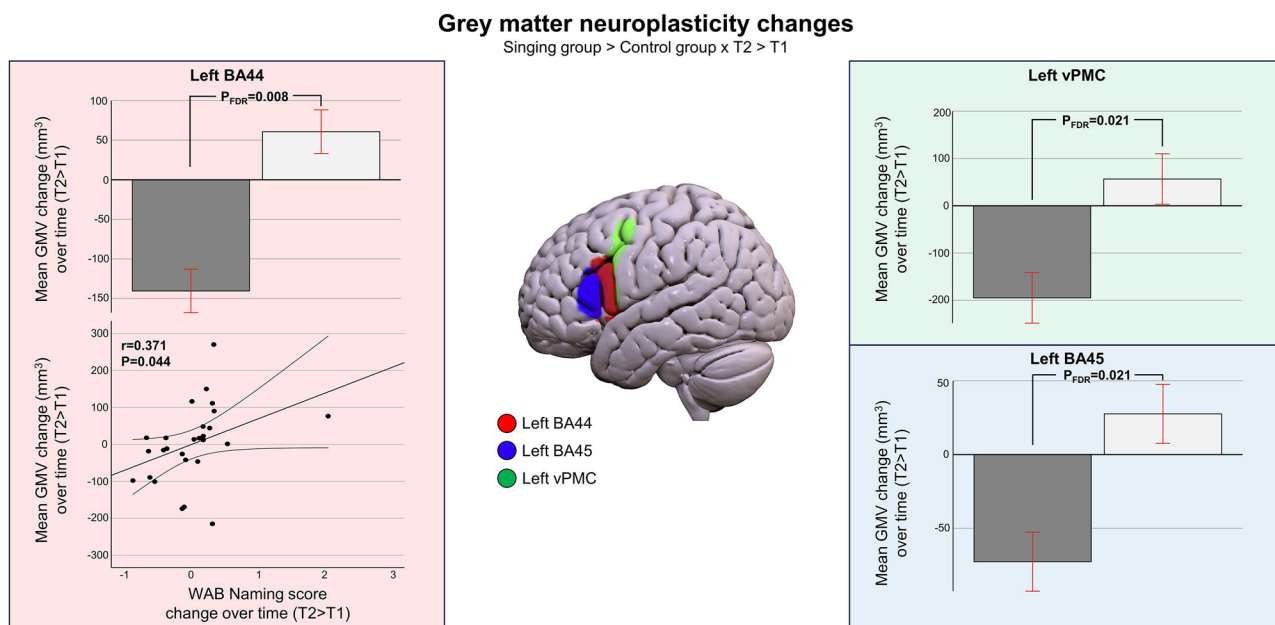 Grey matter neuroplasticity changes
Singing group > Control group x T2 > T1
Left BA44
P_FDR=0.008
Mean GMV change (mm³)
over time (T2>T1)
100
50
0
-50
-100
-150
r=0.371
P=0.044
Mean GMV change (mm³)
over time (T2>T1)
300
200
100
0
-100
-200
-300
-1 0 1 2 3
WAB Naming score
change over time (T2>T1)
Left BA44
Left BA45
Left vPMC
Left vPMC
P_FDR=0.021
Mean GMV change (mm³)
over time (T2>T1)
200
100
0
-100
-200
Left BA45
P_FDR=0.021
Mean GMV change (mm³)
over time (T2>T1)
50
0
-50